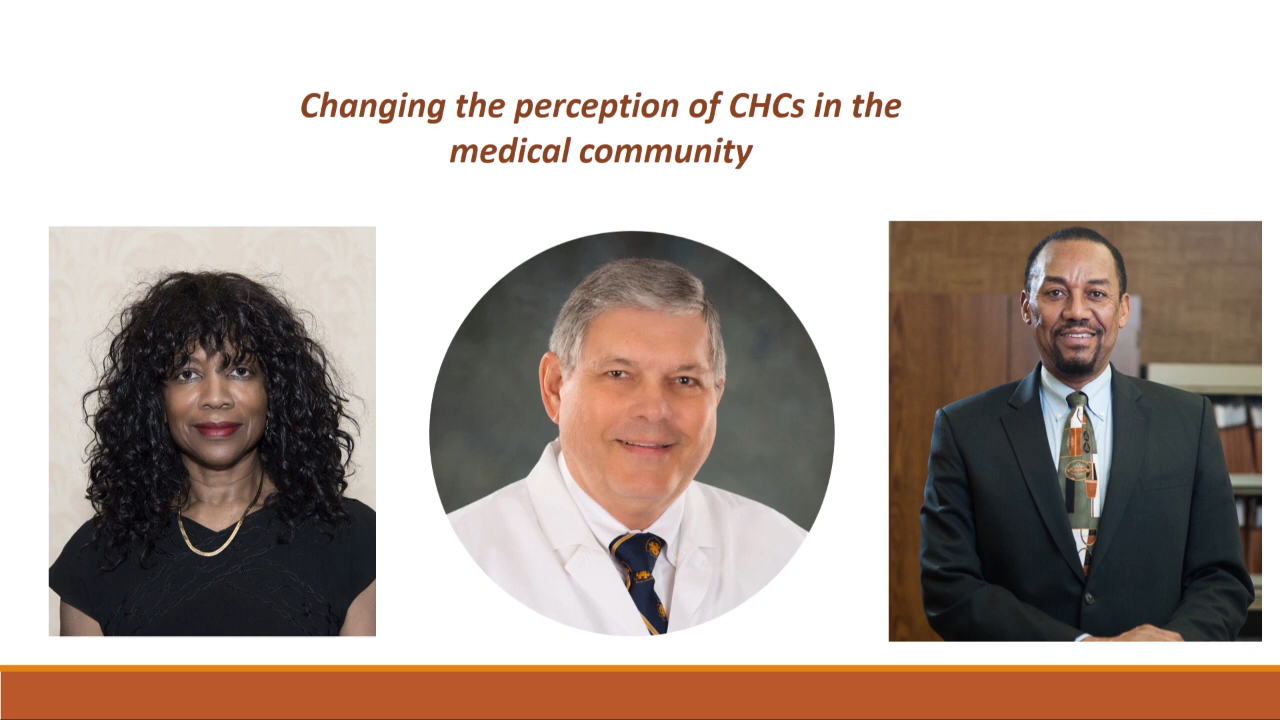 Changing the perception of CHCs in the
medical community